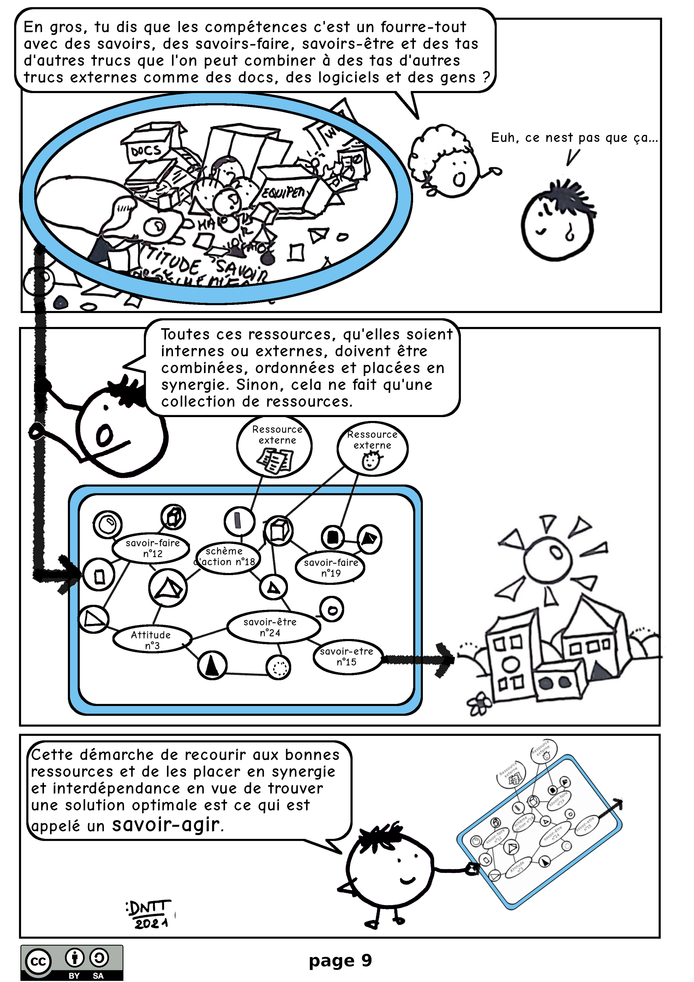 En gros, tu dis que les compétences c'est un fourre-tout
avec des savoirs, des savoirs-faire, savoirs-être et des tas
d'autres trucs que l'on peut combiner à des tas d'autres
trucs externes comme des docs, des logiciels et des gens ?
Euh, ce nest pas que ça...
DOCS
EQUIPEM
TITUDE SAVOIR
Toutes ces ressources, qu'elles soient
internes ou externes, doivent être
combinées, ordonnées et placées en
synergie. Sinon, cela ne fait qu'une
collection de ressources.
Ressource
externe
Ressource
externe
savoir-faire
n°12
schème
d'action n°18
savoir-faire
n°19
Attitude
n°3
savoir-être
n°24
savoir-etre
n°15
Cette démarche de recourir aux bonnes
ressources et de les placer en synergie
et interdépendance en vue de trouver
une solution optimale est ce qui est
appelé un savoir-agir.
:DNTT
2021
cc BY SA
page 9